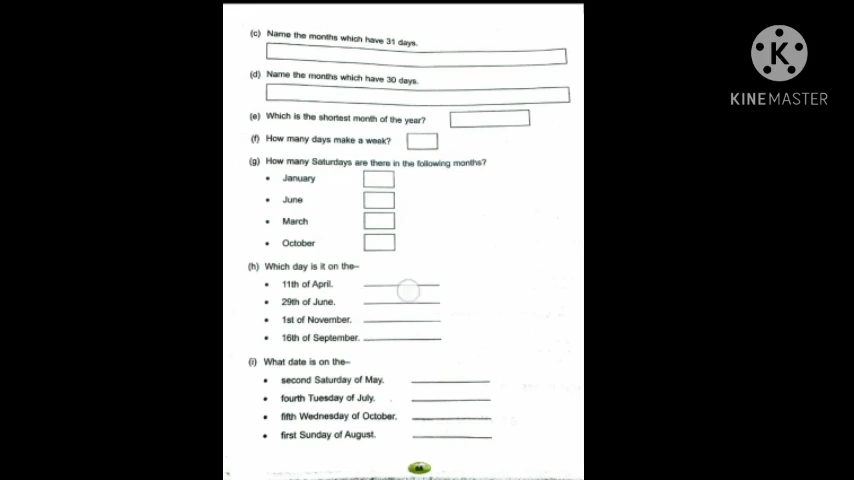 (c) Name the months which have 31 days.
(d) Name the months which have 30 days.
(e) Which is the shortest month of the year?
(f) How many days make a week?
(g) How many Saturdays are there in the following months?
• January
• June
• March
• October
(h) Which day is it on the–
• 11th of April.
• 29th of June.
• 1st of November.
• 16th of September.
(i) What date is on the–
• second Saturday of May.
• fourth Tuesday of July.
• fifth Wednesday of October.
• first Sunday of August.
K
KINEMASTER